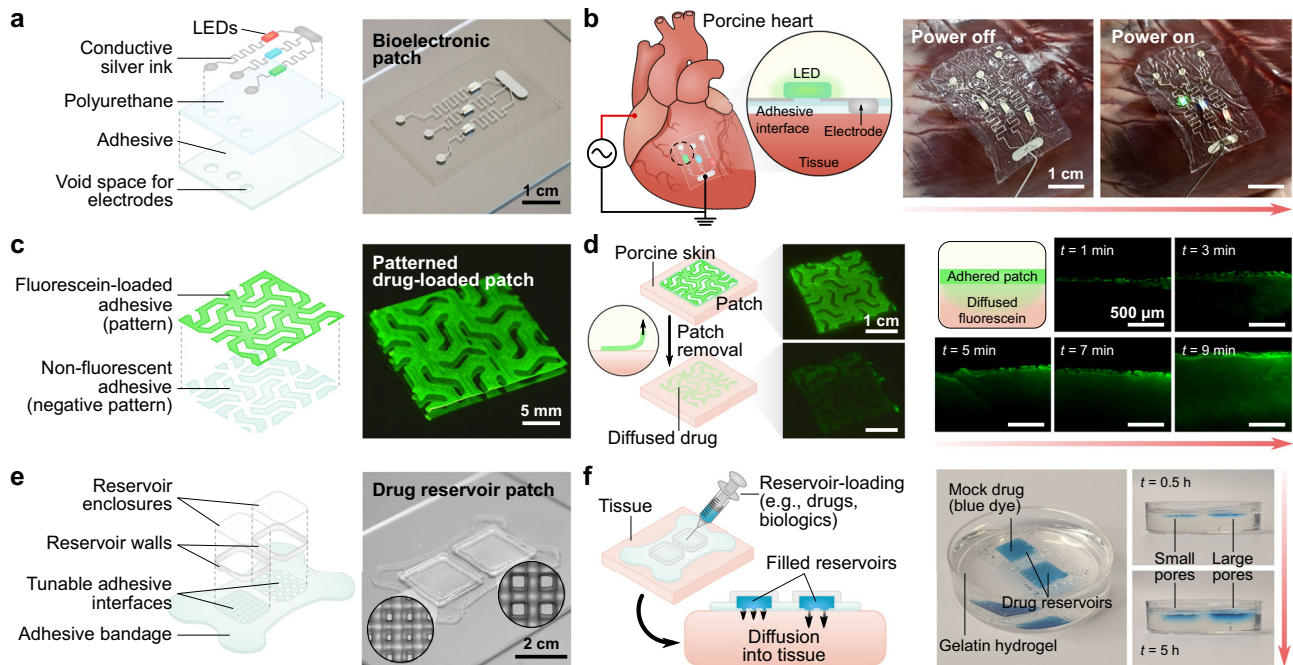 a
LEDs
Conductive
silver ink
Polyurethane
Adhesive
Void space for
electrodes
Bioelectronic
patch
1 cm
b
Porcine heart
LED
Adhesive
interface
Electrode
Tissue
Power off
1 cm
Power on
c
Fluorescein-loaded
adhesive
(pattern)
Non-fluorescent
adhesive
(negative pattern)
Patterned
drug-loaded patch
5 mm
d
Porcine skin
Patch
Patch
removal
Diffused drug
1 cm
Adhered patch
Diffused
fluorescein
t = 1 min
500 µm
t = 3 min
t = 5 min
t = 7 min
t = 9 min
e
Reservoir
enclosures
Reservoir walls
Tunable adhesive
interfaces
Adhesive bandage
Drug reservoir patch
2 cm
f
Tissue
Reservoir-loading
(e.g., drugs,
biologics)
Filled reservoirs
Diffusion
into tissue
Mock drug
(blue dye)
Drug reservoirs
Gelatin hydrogel
t = 0.5 h
Small
pores
Large
pores
t = 5 h